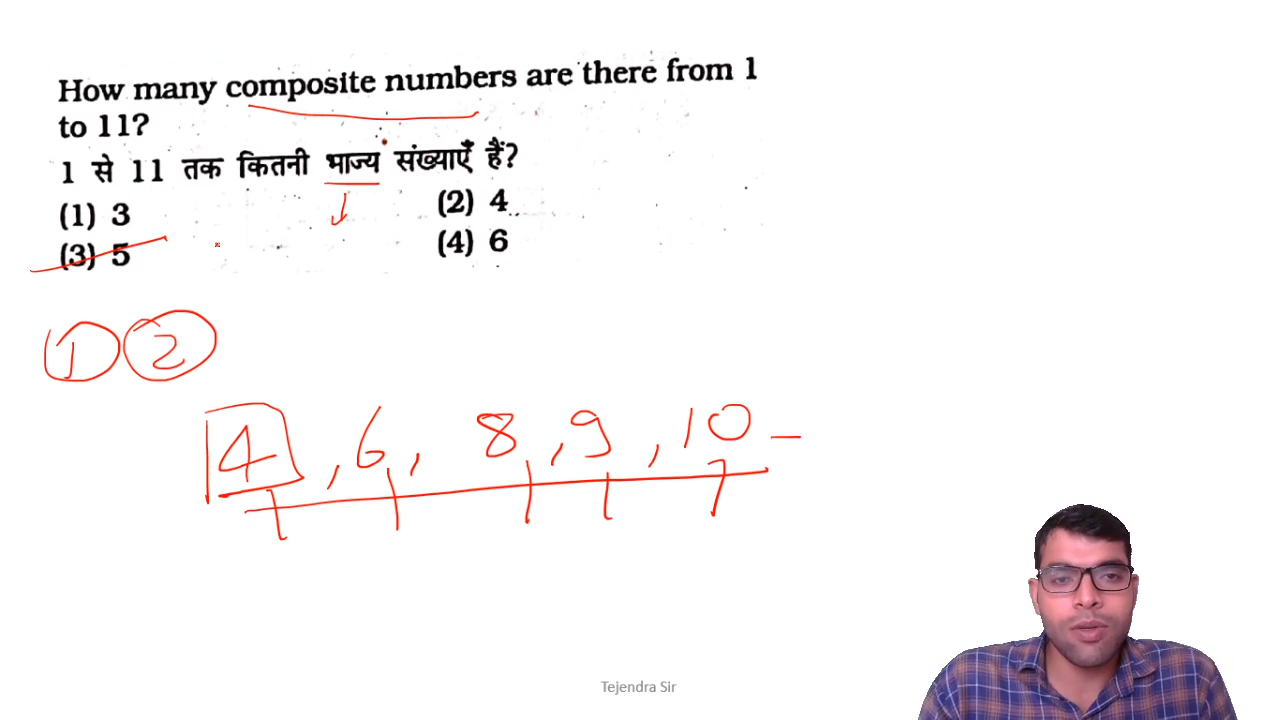 How many composite numbers are there from 1
to 11?
1 से 11 तक कितनी भाज्य संख्याएँ हैं?
(1) 3 (2) 4
(3) 5 (4) 6
1 2
4, 6, 8, 9, 10 –
Tejendra Sir